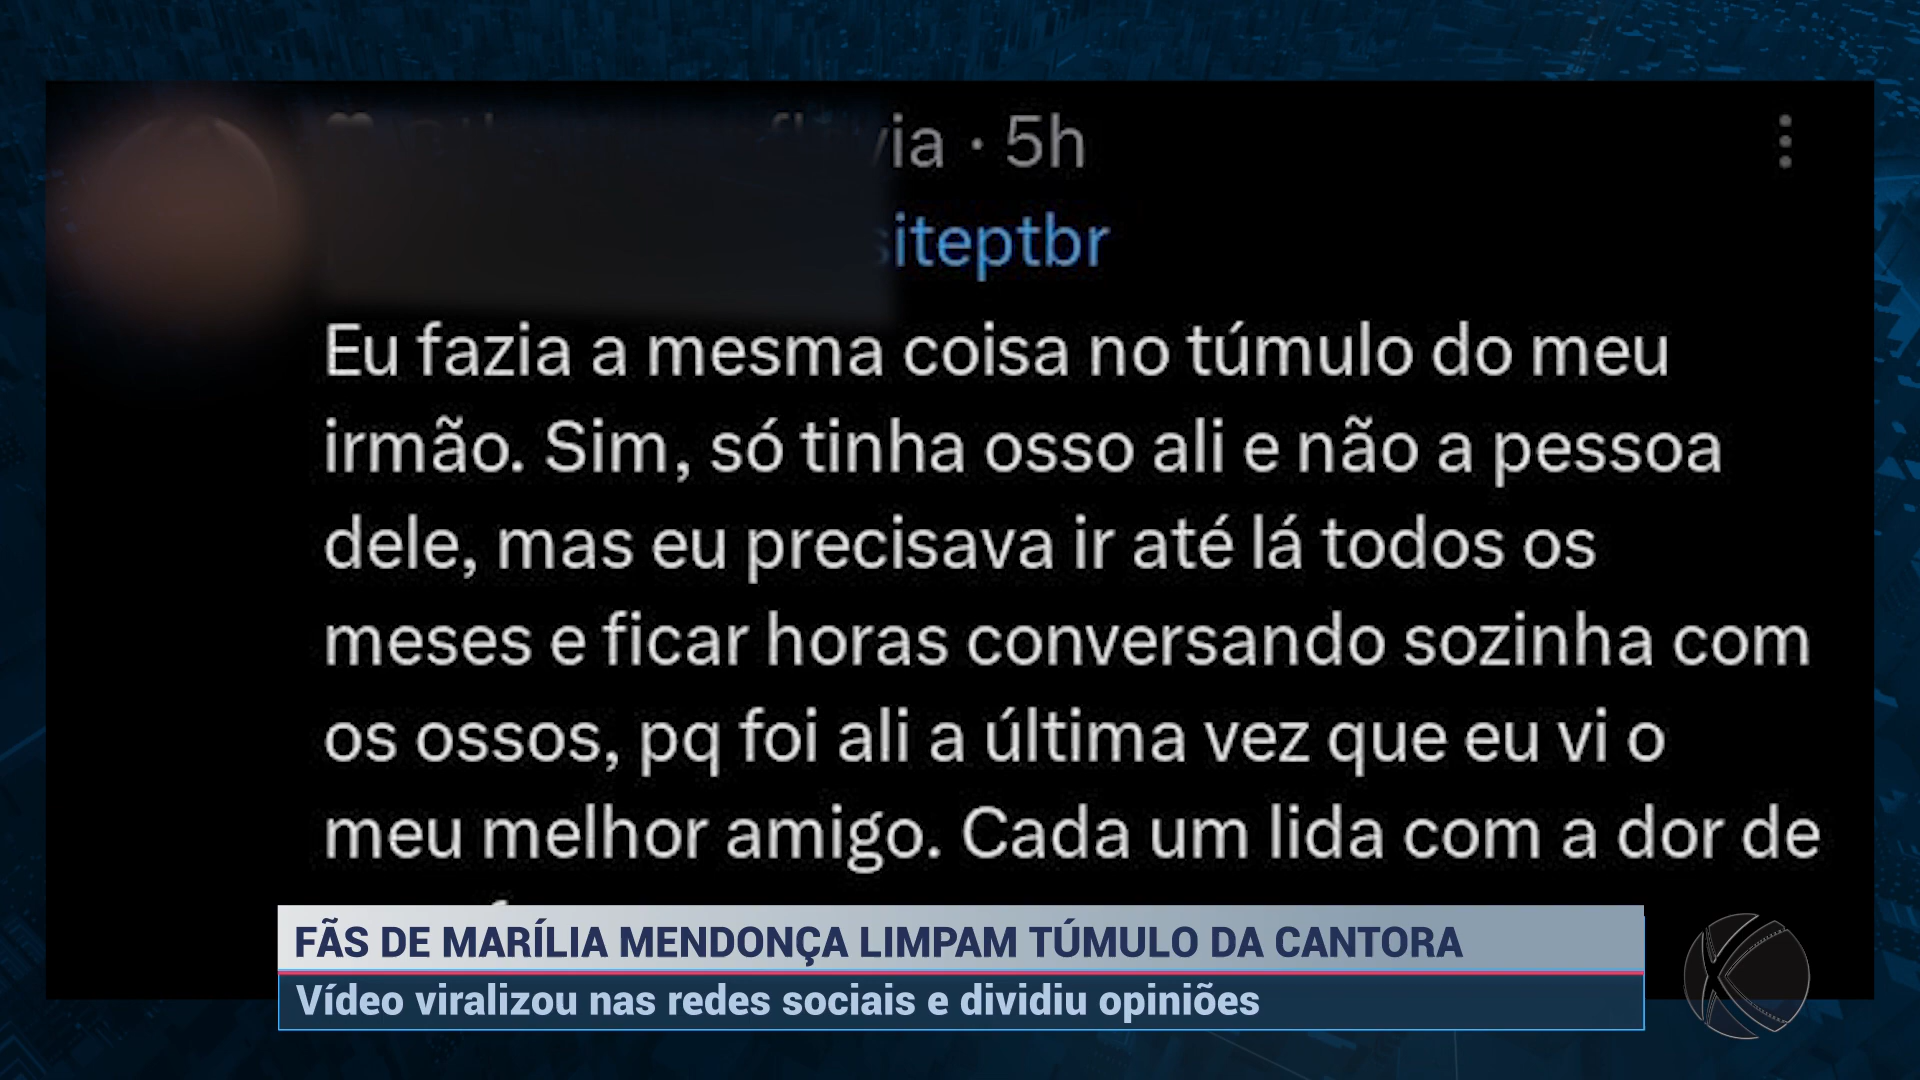 · 5h
Eu fazia a mesma coisa no túmulo do meu
irmão. Sim, só tinha osso ali e não a pessoa
dele, mas eu precisava ir até lá todos os
meses e ficar horas conversando sozinha com
os ossos, pq foi ali a última vez que eu vi o
meu melhor amigo. Cada um lida com a dor de
FÃS DE MARÍLIA MENDONÇA LIMPAM TÚMULO DA CANTORA
Vídeo viralizou nas redes sociais e dividiu opiniões